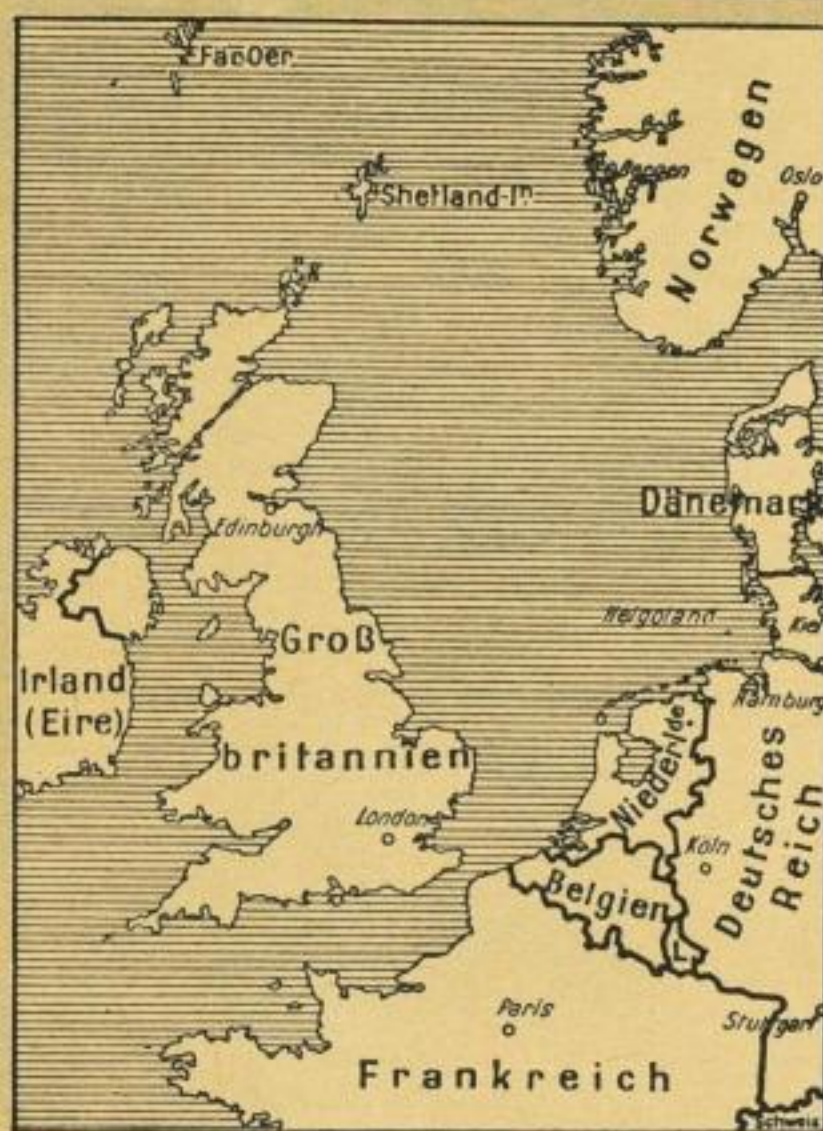 Faröer
Shetland-In
Bergen
Oslo
Norwegen
Edinburgh
Dänemark
Helgoland
Kiel
Groß
britannien
Irland
(Eire)
Hamburg
Niederlde.
London
Köln
Deutsches
Reich
Belgien
L.
Paris
Stuttgart
Frankreich
Schweiz